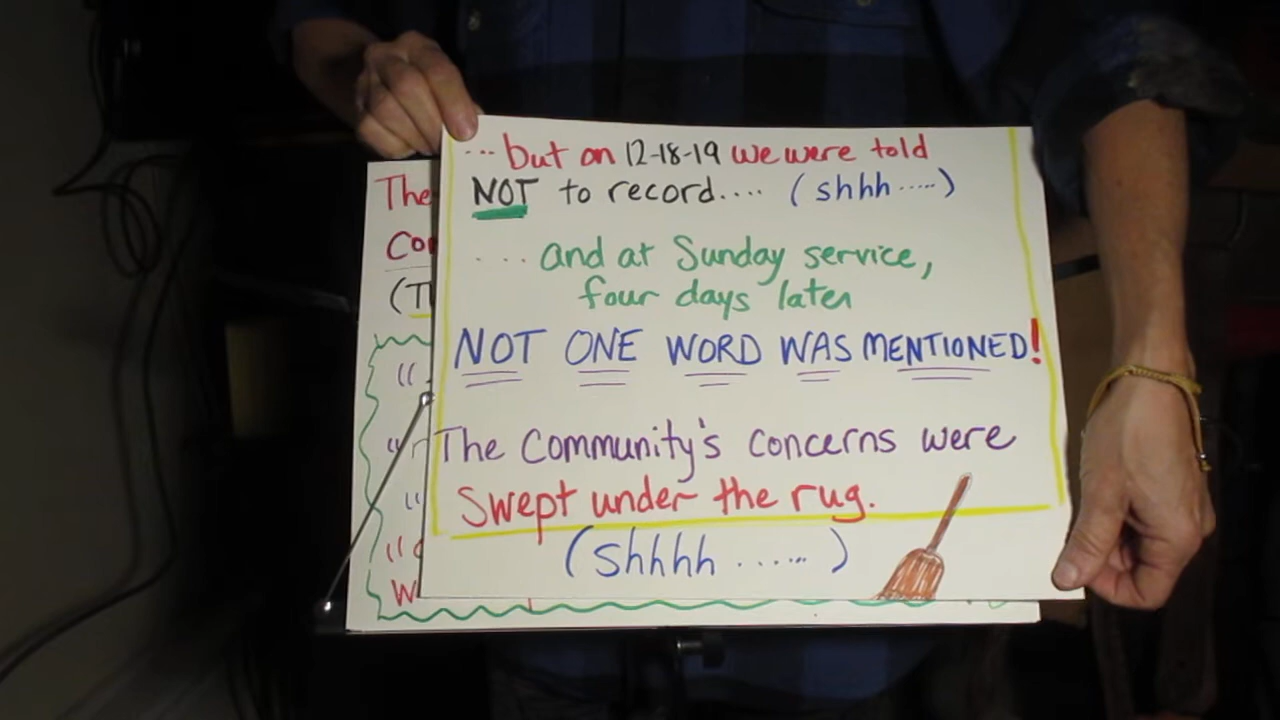 ... but on 12-18-19 we were told
NOT to record.... (shhh.....)
.... and at Sunday service,
four days later
NOT ONE WORD WAS MENTIONED!
The Community's concerns were
Swept under the rug.
(shhhh ......)
The